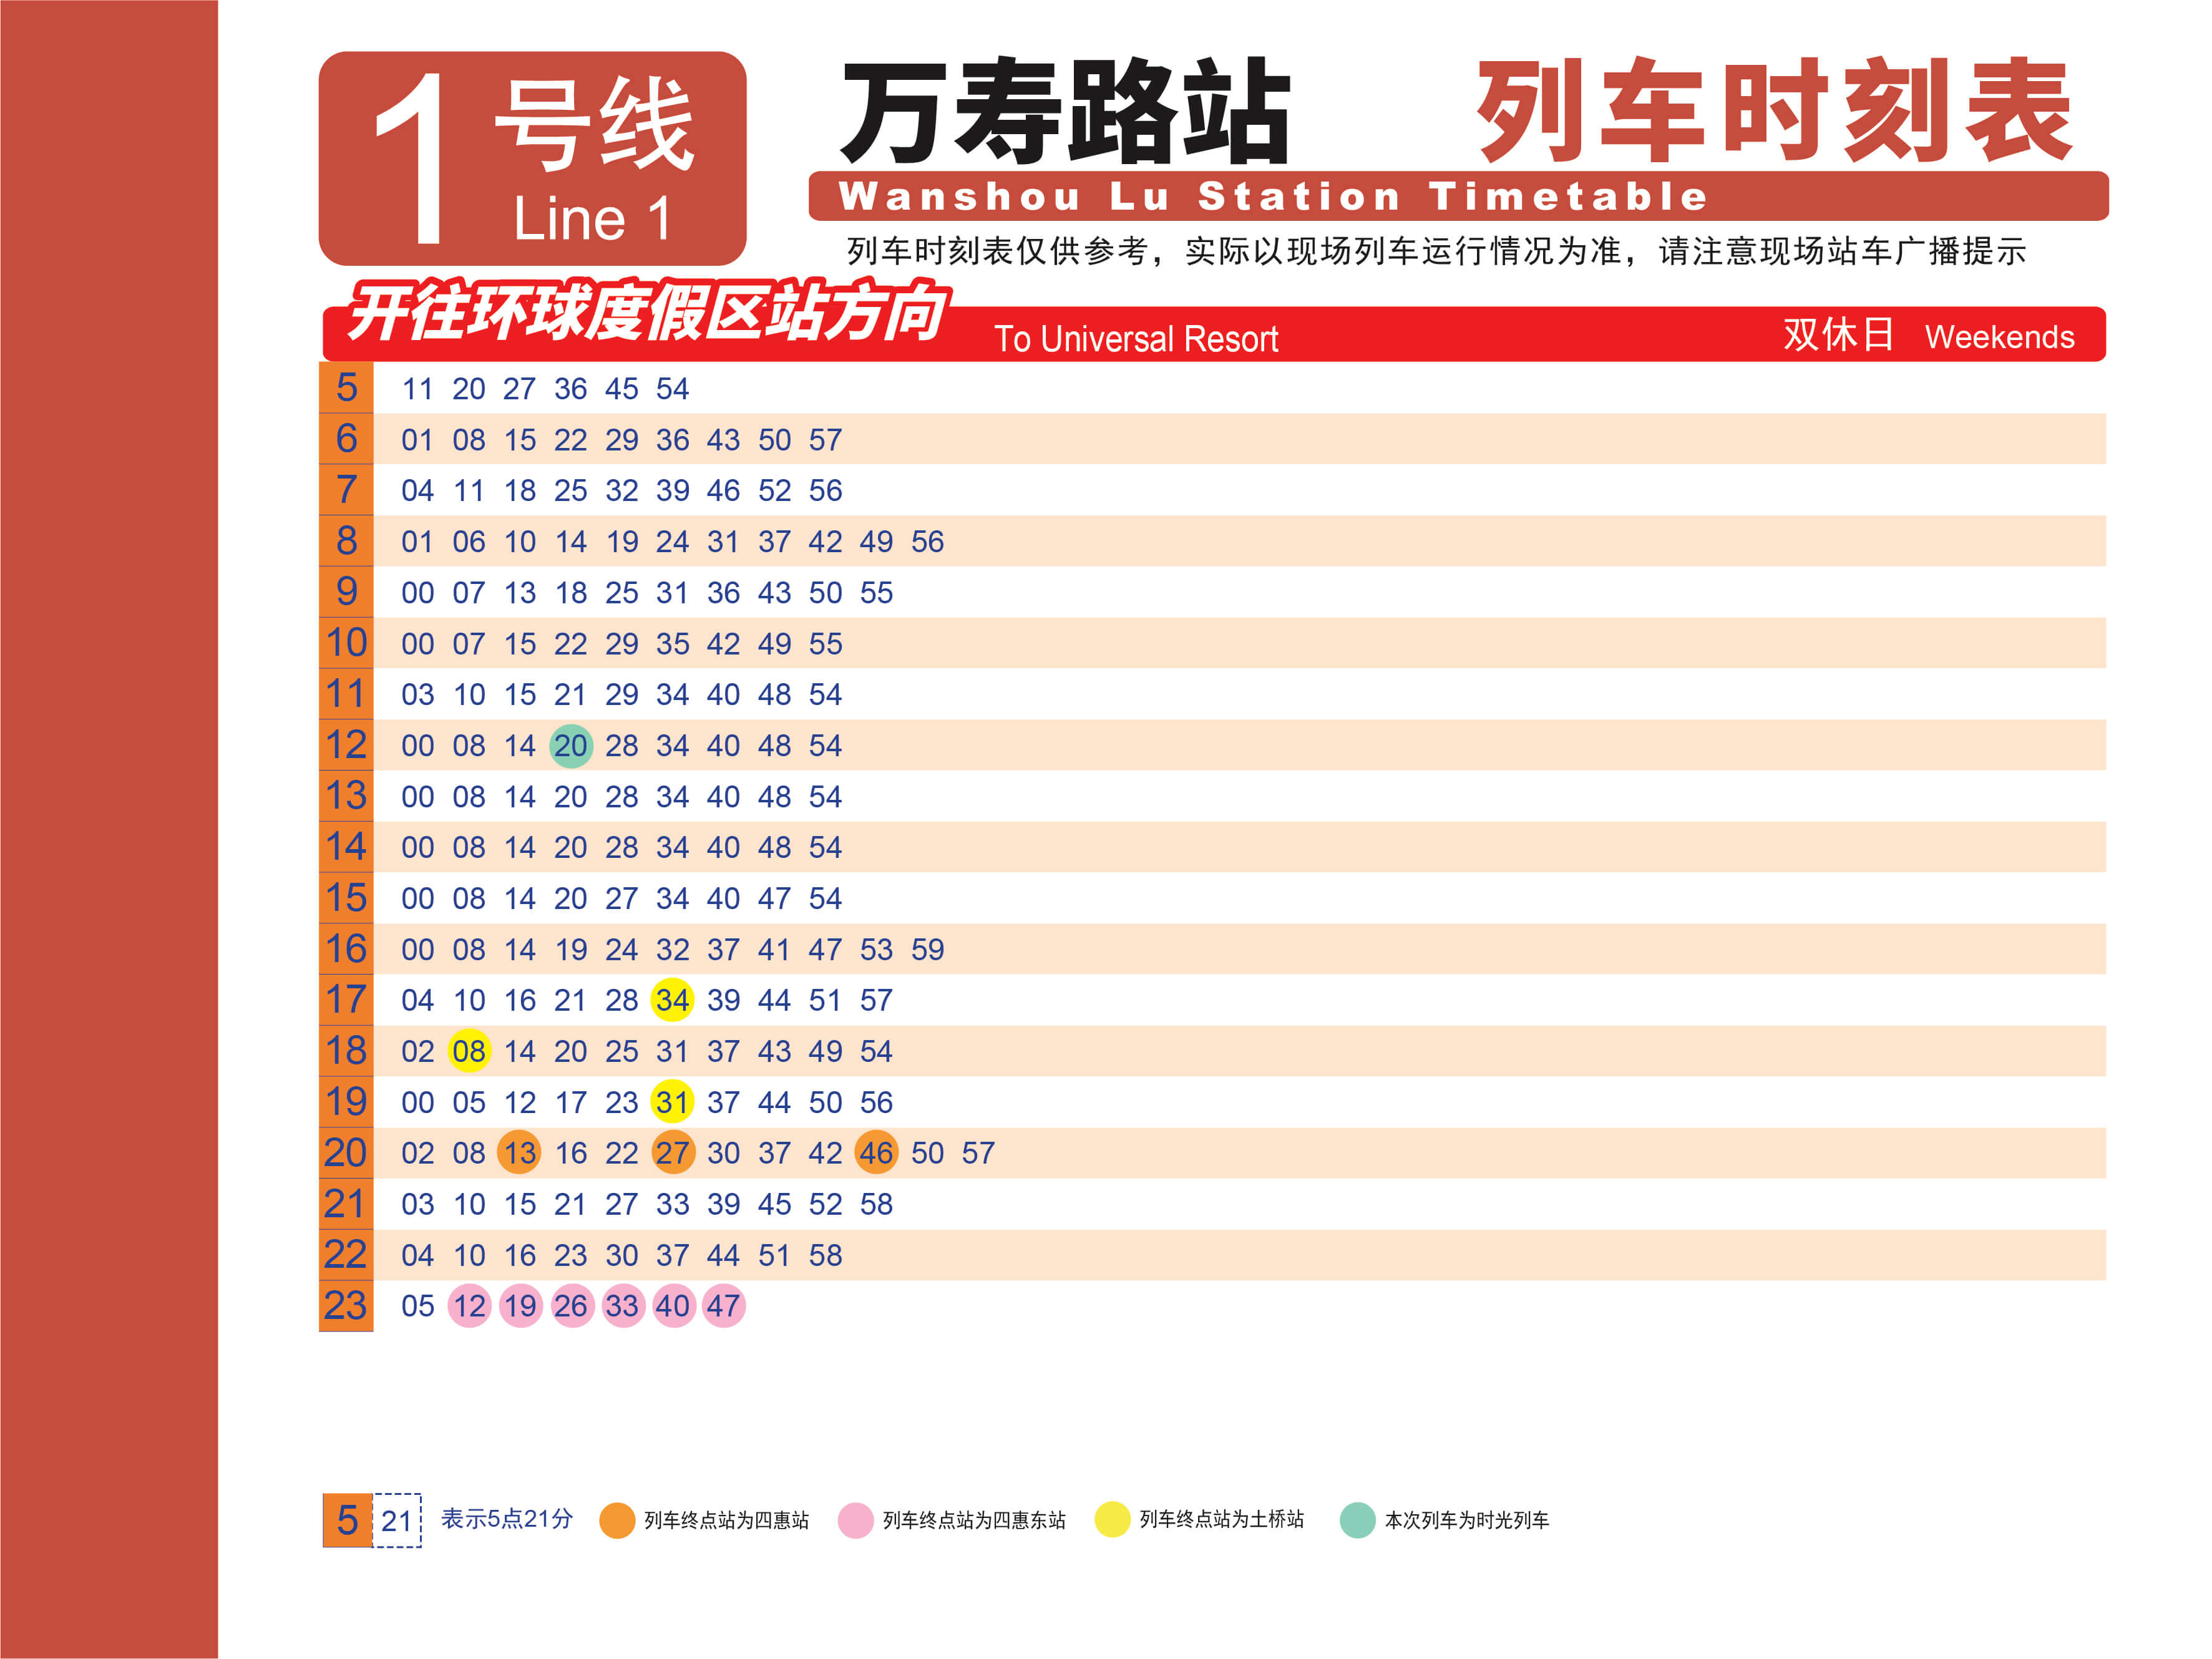 1号线
Line 1
万寿路站 列车时刻表
Wanshou Lu Station Timetable
列车时刻表仅供参考，实际以现场列车运行情况为准，请注意现场站车广播提示
开往环球度假区站方向 To Universal Resort 双休日 Weekends
5 11 20 27 36 45 54
6 01 08 15 22 29 36 43 50 57
7 04 11 18 25 32 39 46 52 56
8 01 06 10 14 19 24 31 37 42 49 56
9 00 07 13 18 25 31 36 43 50 55
10 00 07 15 22 29 35 42 49 55
11 03 10 15 21 29 34 40 48 54
12 00 08 14 20 28 34 40 48 54
13 00 08 14 20 28 34 40 48 54
14 00 08 14 20 28 34 40 48 54
15 00 08 14 20 27 34 40 47 54
16 00 08 14 19 24 32 37 41 47 53 59
17 04 10 16 21 28 34 39 44 51 57
18 02 08 14 20 25 31 37 43 49 54
19 00 05 12 17 23 31 37 44 50 56
20 02 08 13 16 22 27 30 37 42 46 50 57
21 03 10 15 21 27 33 39 45 52 58
22 04 10 16 23 30 37 44 51 58
23 05 12 19 26 33 40 47
5 21 表示5点21分 列车终点站为四惠站 列车终点站为四惠东站 列车终点站为土桥站 本次列车为时光列车